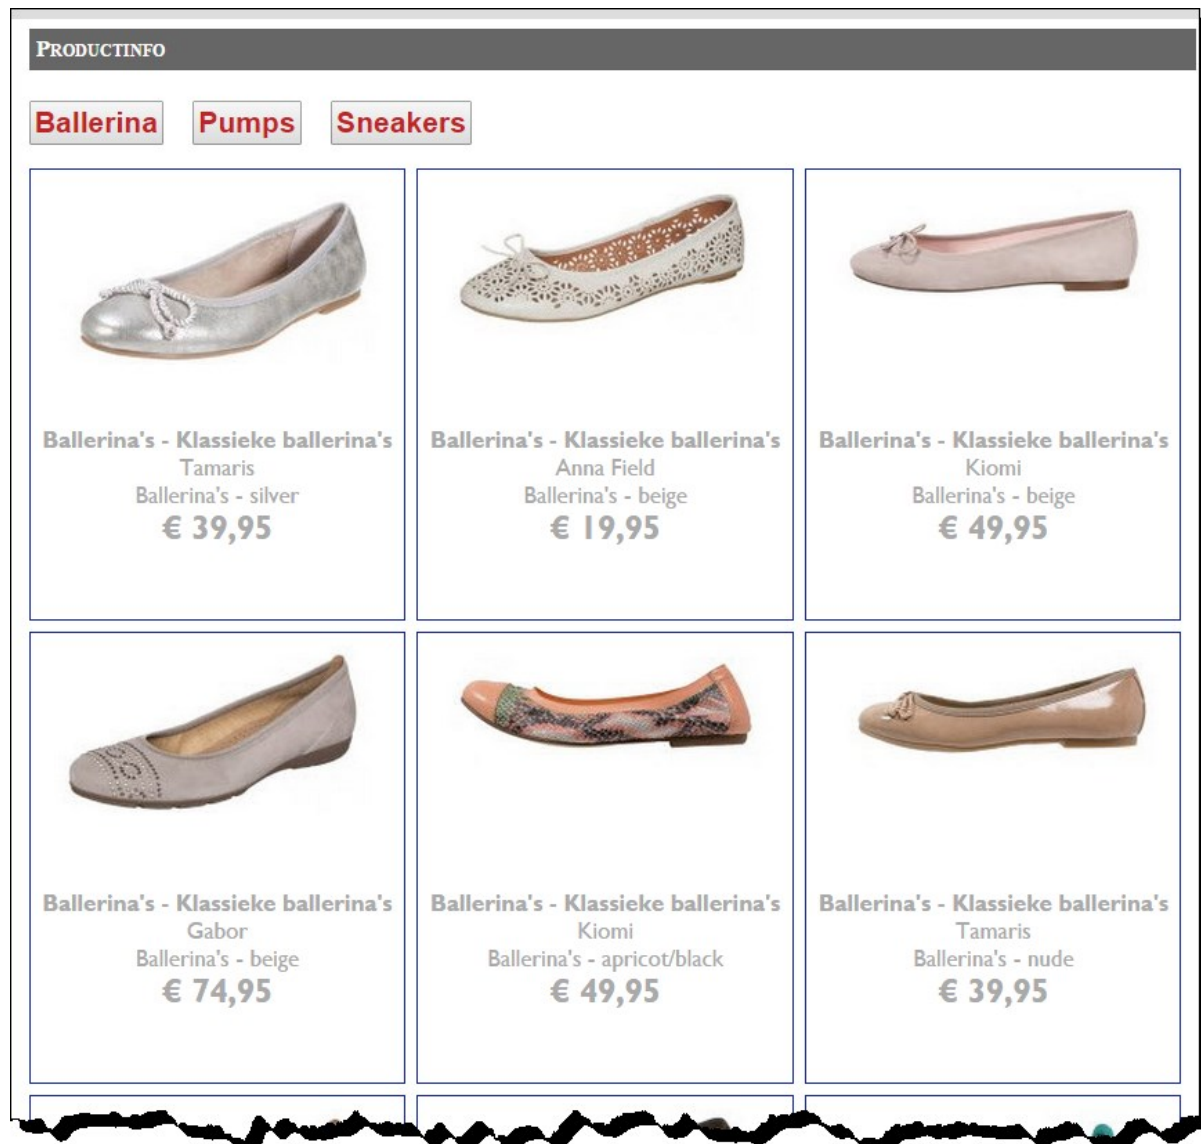 Productinfo
Ballerina Pumps Sneakers
Ballerina's - Klassieke ballerina's
Tamaris
Ballerina's - silver
€ 39,95
Ballerina's - Klassieke ballerina's
Anna Field
Ballerina's - beige
€ 19,95
Ballerina's - Klassieke ballerina's
Kiomi
Ballerina's - beige
€ 49,95
Ballerina's - Klassieke ballerina's
Gabor
Ballerina's - beige
€ 74,95
Ballerina's - Klassieke ballerina's
Kiomi
Ballerina's - apricot/black
€ 49,95
Ballerina's - Klassieke ballerina's
Tamaris
Ballerina's - nude
€ 39,95